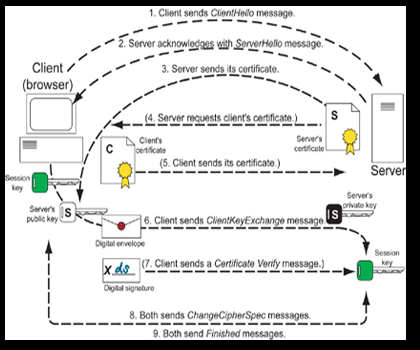 1. Client sends ClientHello message.
2. Server acknowledges with ServerHello message.
Client
(browser)
3. Server sends its certificate.
(4. Server requests client's certificate.)
S
Client's
certificate
C
Server's
certificate
Server
(5. Client sends its certificate.)
Session
key
Server's
public key
S
Server's
private key
S
6. Client sends ClientKeyExchange message
Digital envelope
(7. Client sends a Certificate Verify message.)
Session
key
X ds
Digital signature
8. Both sends ChangeCipherSpec messages.
9. Both send Finished messages.